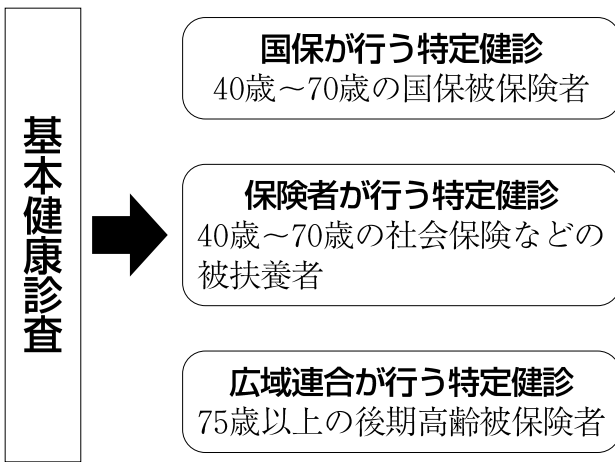 基本健康診査
国保が行う特定健診
40歳～70歳の国保被保険者
保険者が行う特定健診
40歳～70歳の社会保険などの
被扶養者
広域連合が行う特定健診
75歳以上の後期高齢被保険者